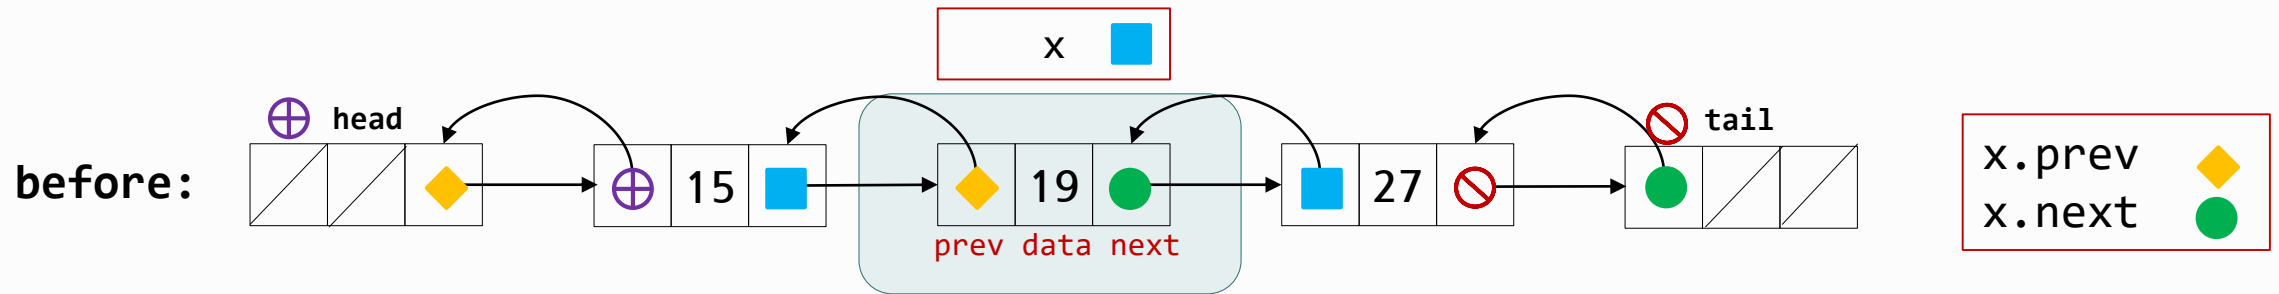 x
head
tail
before:
15
19
27
prev data next
x.prev
x.next